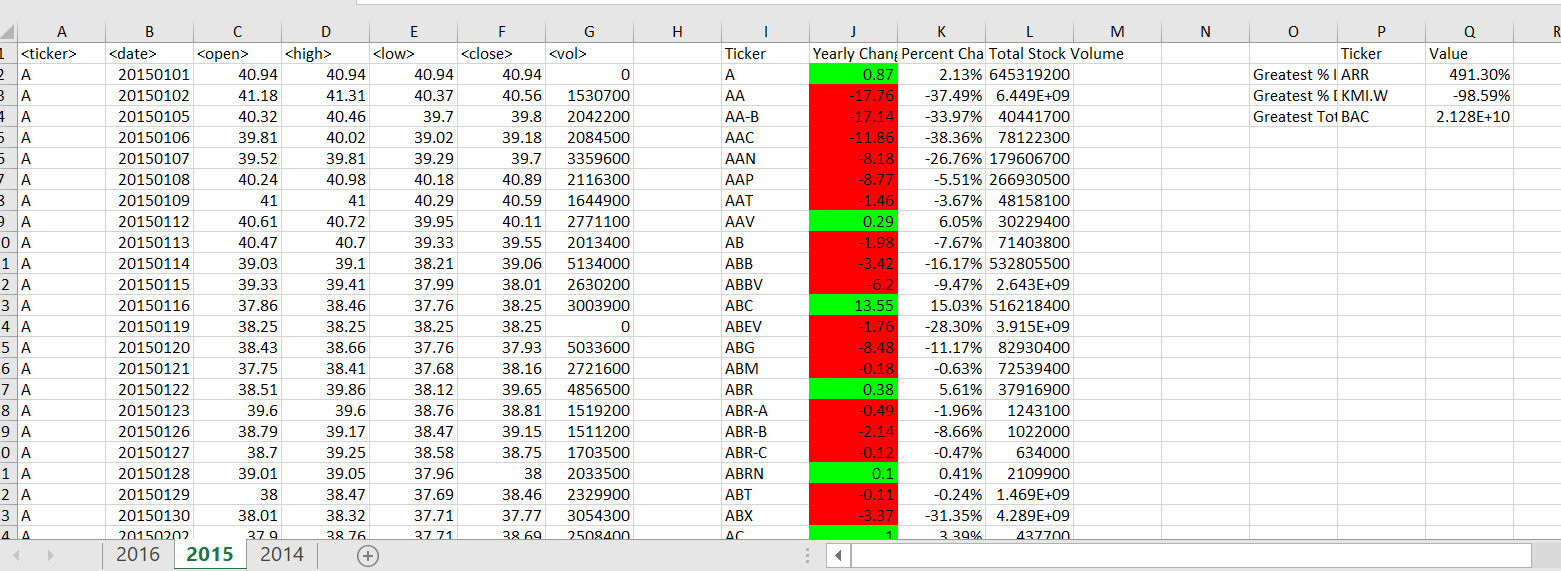 A B C D E F G H I J K L M N O P Q R
1 <ticker> <date> <open> <high> <low> <close> <vol> Ticker Yearly Chang Percent Cha Total Stock Volume Ticker Value
2 A 20150101 40.94 40.94 40.94 40.94 0 A 0.87 2.13% 645319200 Greatest % I ARR 491.30%
3 A 20150102 41.18 41.31 40.37 40.56 1530700 AA -17.76 -37.49% 6.449E+09 Greatest % D KMI.W -98.59%
4 A 20150105 40.32 40.46 39.7 39.8 2042200 AA-B -17.14 -33.97% 40441700 Greatest Tot BAC 2.128E+10
5 A 20150106 39.81 40.02 39.02 39.18 2084500 AAC -11.86 -38.36% 78122300
6 A 20150107 39.52 39.81 39.29 39.7 3359600 AAN -8.18 -26.76% 179606700
7 A 20150108 40.24 40.98 40.18 40.89 2116300 AAP -8.77 -5.51% 266930500
8 A 20150109 41 41 40.29 40.59 1644900 AAT -1.46 -3.67% 48158100
9 A 20150112 40.61 40.72 39.95 40.11 2771100 AAV 0.29 6.05% 30229400
0 A 20150113 40.47 40.7 39.33 39.55 2013400 AB -1.98 -7.67% 71403800
1 A 20150114 39.03 39.1 38.21 39.06 5134000 ABB -3.42 -16.17% 532805500
2 A 20150115 39.33 39.41 37.99 38.01 2630200 ABBV -6.2 -9.47% 2.643E+09
3 A 20150116 37.86 38.46 37.76 38.25 3003900 ABC 13.55 15.03% 516218400
4 A 20150119 38.25 38.25 38.25 38.25 0 ABEV -1.76 -28.30% 3.915E+09
5 A 20150120 38.43 38.66 37.76 37.93 5033600 ABG -8.48 -11.17% 82930400
6 A 20150121 37.75 38.41 37.68 38.16 2721600 ABM -0.18 -0.63% 72539400
7 A 20150122 38.51 39.86 38.12 39.65 4856500 ABR 0.38 5.61% 37916900
8 A 20150123 39.6 39.6 38.76 38.81 1519200 ABR-A -0.49 -1.96% 1243100
9 A 20150126 38.79 39.17 38.47 39.15 1511200 ABR-B -2.14 -8.66% 1022000
0 A 20150127 38.7 39.25 38.58 38.75 1703500 ABR-C -0.12 -0.47% 634000
1 A 20150128 39.01 39.05 37.96 38 2033500 ABRN 0.1 0.41% 2109900
2 A 20150129 38 38.47 37.69 38.46 2329900 ABT -0.11 -0.24% 1.469E+09
3 A 20150130 38.01 38.32 37.71 37.77 3054300 ABX -3.37 -31.35% 4.289E+09
4 A 20150202 37.9 38.76 37.71 38.69 2508400 AC 1 3.39% 437700
2016 2015 2014